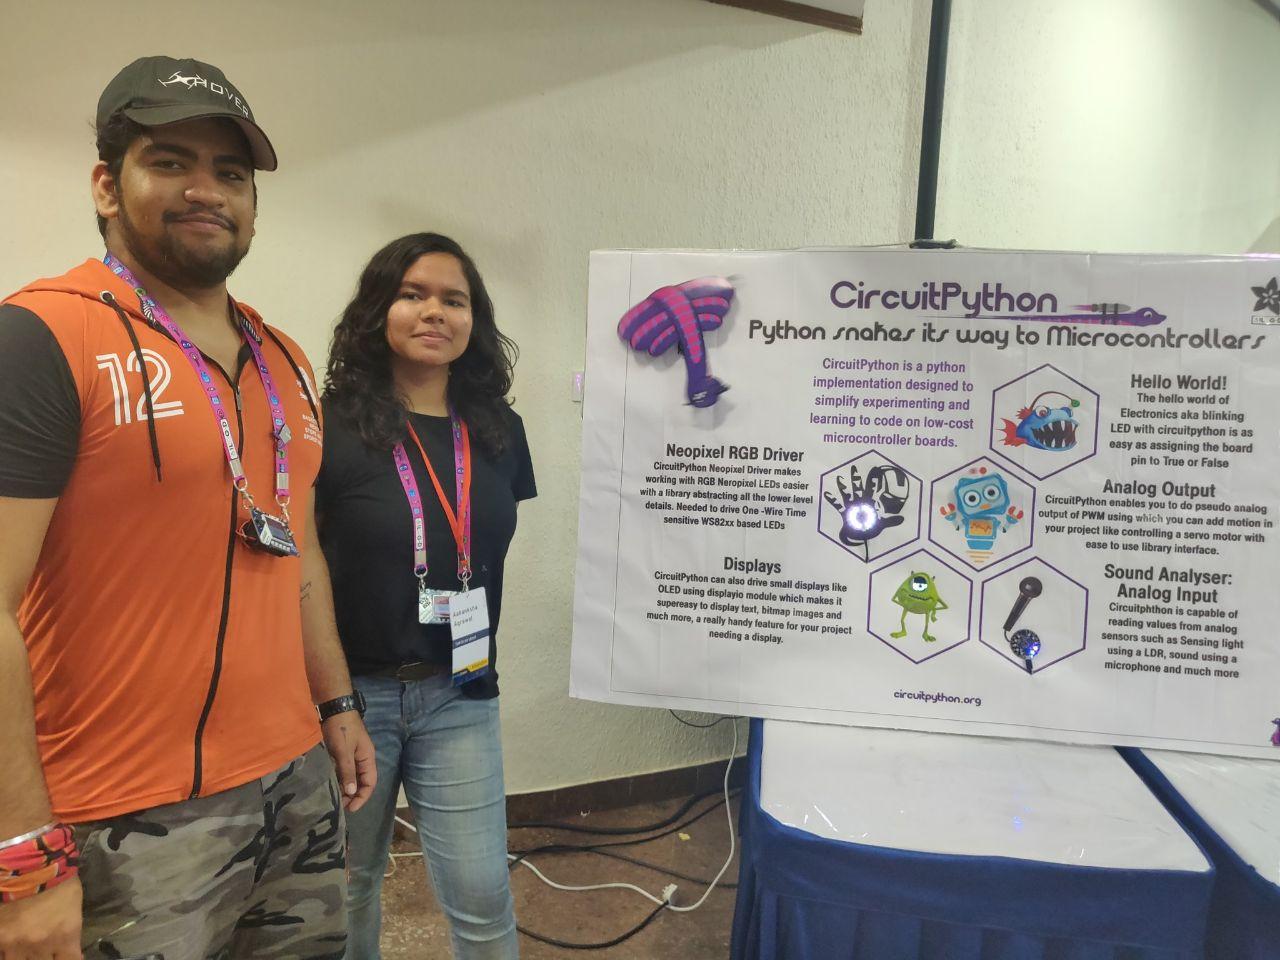 HOVER
12
Aakanksha
Agrawal
CircuitPython
Python snakes its way to Microcontrollers
CircuitPython is a python
implementation designed to
simplify experimenting and
learning to code on low-cost
microcontroller boards.
Hello World!
The hello world of
Electronics aka blinking
LED with circuitpython is as
easy as assigning the board
pin to True or False
Neopixel RGB Driver
CircuitPython Neopixel Driver makes
working with RGB Neropixel LEDs easier
with a library abstracting all the lower level
details. Needed to drive One -Wire Time
sensitive WS82xx based LEDs
Analog Output
CircuitPython enables you to do pseudo analog
output of PWM using which you can add motion in
your project like controlling a servo motor with
ease to use library interface.
Displays
CircuitPython can also drive small displays like
OLED using displayio module which makes it
supereasy to display text, bitmap images and
much more, a really handy feature for your project
needing a display.
Sound Analyser:
Analog Input
Circuitphthon is capable of
reading values from analog
sensors such as Sensing light
using a LDR, sound using a
microphone and much more
circuitpython.org